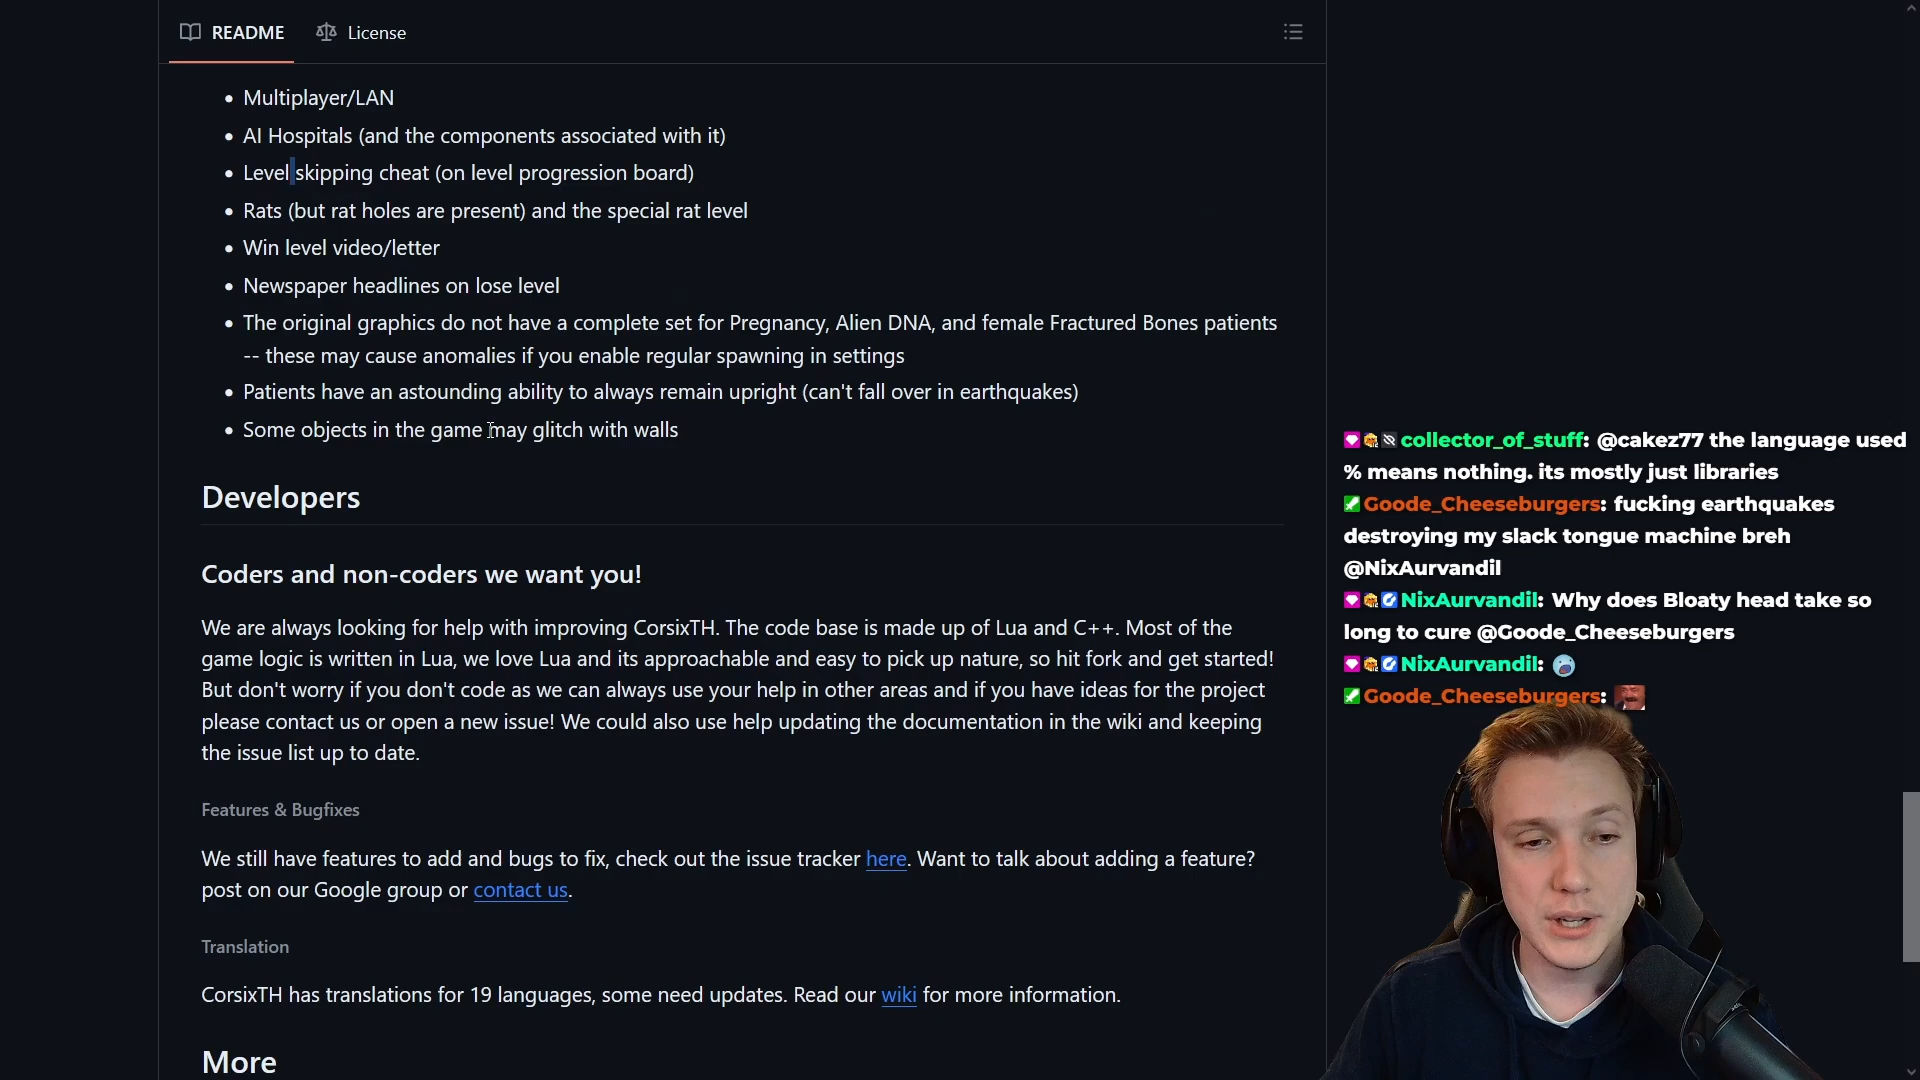 README
License
Multiplayer/LAN
AI Hospitals (and the components associated with it)
Level skipping cheat (on level progression board)
Rats (but rat holes are present) and the special rat level
Win level video/letter
Newspaper headlines on lose level
The original graphics do not have a complete set for Pregnancy, Alien DNA, and female Fractured Bones patients
-- these may cause anomalies if you enable regular spawning in settings
Patients have an astounding ability to always remain upright (can't fall over in earthquakes)
Some objects in the game may glitch with walls
Developers
Coders and non-coders we want you!
We are always looking for help with improving CorsixTH. The code base is made up of Lua and C++. Most of the
game logic is written in Lua, we love Lua and its approachable and easy to pick up nature, so hit fork and get started!
But don't worry if you don't code as we can always use your help in other areas and if you have ideas for the project
please contact us or open a new issue! We could also use help updating the documentation in the wiki and keeping
the issue list up to date.
Features & Bugfixes
We still have features to add and bugs to fix, check out the issue tracker here. Want to talk about adding a feature?
post on our Google group or contact us.
Translation
CorsixTH has translations for 19 languages, some need updates. Read our wiki for more information.
More
collector_of_stuff: @cakez77 the language used
% means nothing. its mostly just libraries
Goode_Cheeseburgers: fucking earthquakes
destroying my slack tongue machine breh
@NixAurvandil
NixAurvandil: Why does Bloaty head take so
long to cure @Goode_Cheeseburgers
NixAurvandil:
Goode_Cheeseburgers: